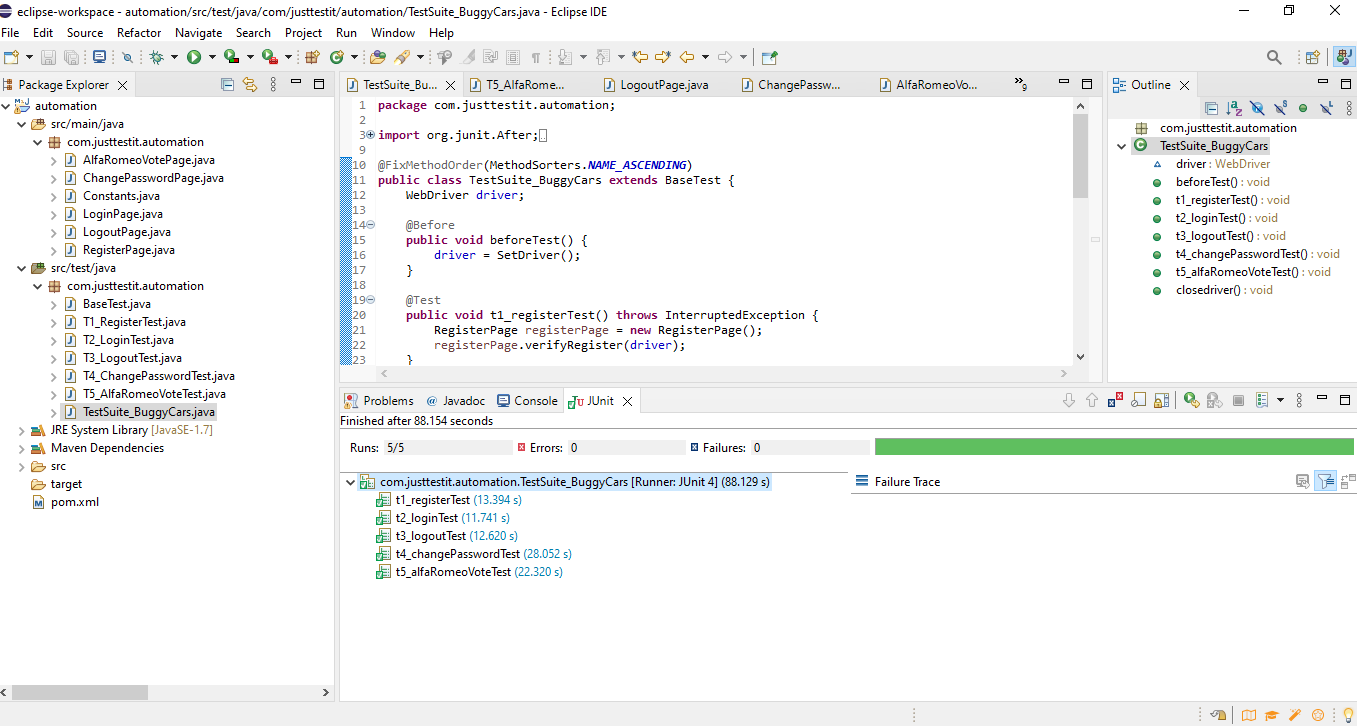 eclipse-workspace - automation/src/test/java/com/justtestit/automation/TestSuite_BuggyCars.java - Eclipse IDE
File Edit Source Refactor Navigate Search Project Run Window Help
Package Explorer
automation
src/main/java
com.justtestit.automation
AlfaRomeoVotePage.java
ChangePasswordPage.java
Constants.java
LoginPage.java
LogoutPage.java
RegisterPage.java
src/test/java
com.justtestit.automation
BaseTest.java
T1_RegisterTest.java
T2_LoginTest.java
T3_LogoutTest.java
T4_ChangePasswordTest.java
T5_AlfaRomeoVoteTest.java
TestSuite_BuggyCars.java
JRE System Library [JavaSE-1.7]
Maven Dependencies
src
target
pom.xml
TestSuite_Bu... T5_AlfaRome... LogoutPage.java ChangePassw... AlfaRomeoVo... »9
1 package com.justtestit.automation;
2
3 import org.junit.After;
9
10 @FixMethodOrder(MethodSorters.NAME_ASCENDING)
11 public class TestSuite_BuggyCars extends BaseTest {
12 WebDriver driver;
13
14 @Before
15 public void beforeTest() {
16 driver = SetDriver();
17 }
18
19 @Test
20 public void t1_registerTest() throws InterruptedException {
21 RegisterPage registerPage = new RegisterPage();
22 registerPage.verifyRegister(driver);
23 }
Outline
com.justtestit.automation
TestSuite_BuggyCars
driver : WebDriver
beforeTest() : void
t1_registerTest() : void
t2_loginTest() : void
t3_logoutTest() : void
t4_changePasswordTest() : void
t5_alfaRomeoVoteTest() : void
closedriver() : void
Problems @ Javadoc Console JUnit
Finished after 88.154 seconds
Runs: 5/5 Errors: 0 Failures: 0
com.justtestit.automation.TestSuite_BuggyCars [Runner: JUnit 4] (88.129 s)
t1_registerTest (13.394 s)
t2_loginTest (11.741 s)
t3_logoutTest (12.620 s)
t4_changePasswordTest (28.052 s)
t5_alfaRomeoVoteTest (22.320 s)
Failure Trace